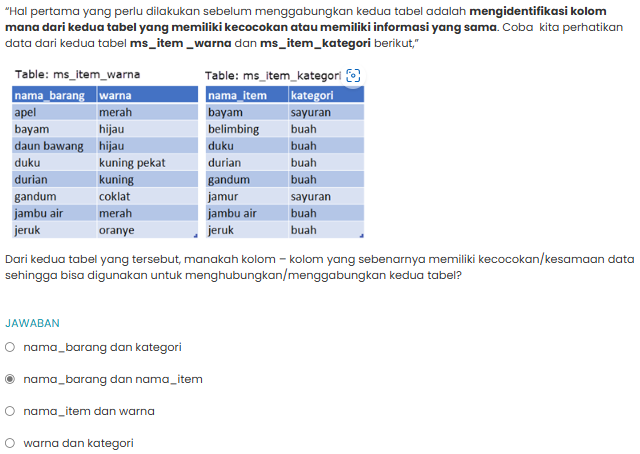 “Hal pertama yang perlu dilakukan sebelum menggabungkan kedua tabel adalah mengidentifikasi kolom
mana dari kedua tabel yang memiliki kecocokan atau memiliki informasi yang sama. Coba kita perhatikan
data dari kedua tabel ms_item _warna dan ms_item_kategori berikut,”
Table: ms_item_warna
nama_barang warna
apel merah
bayam hijau
daun bawang hijau
duku kuning pekat
durian kuning
gandum coklat
jambu air merah
jeruk oranye
Table: ms_item_kategori
nama_item kategori
bayam sayuran
belimbing buah
duku buah
durian buah
gandum buah
jamur sayuran
jambu air buah
jeruk buah
Dari kedua tabel yang tersebut, manakah kolom – kolom yang sebenarnya memiliki kecocokan/kesamaan data
sehingga bisa digunakan untuk menghubungkan/menggabungkan kedua tabel?
JAWABAN
nama_barang dan kategori
nama_barang dan nama_item
nama_item dan warna
warna dan kategori